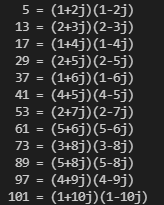 5 = (1+2j)(1-2j)
13 = (2+3j)(2-3j)
17 = (1+4j)(1-4j)
29 = (2+5j)(2-5j)
37 = (1+6j)(1-6j)
41 = (4+5j)(4-5j)
53 = (2+7j)(2-7j)
61 = (5+6j)(5-6j)
73 = (3+8j)(3-8j)
89 = (5+8j)(5-8j)
97 = (4+9j)(4-9j)
101 = (1+10j)(1-10j)